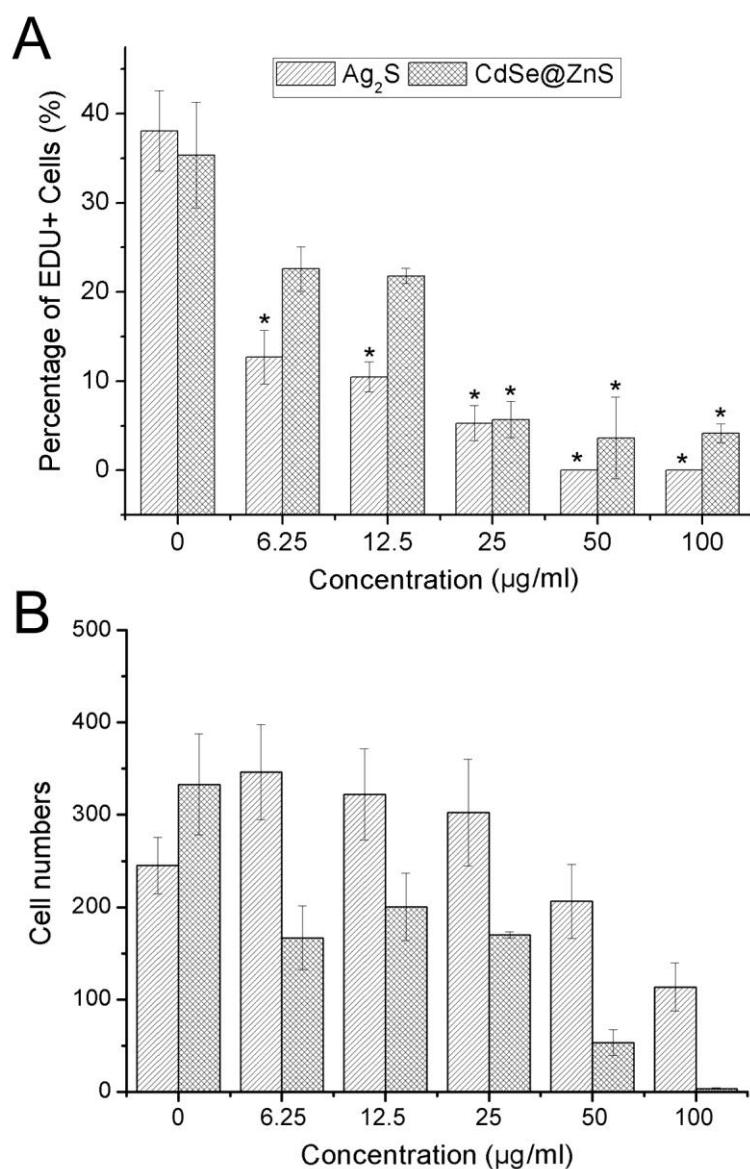 A
Ag₂S CdSe@ZnS
Percentage of EDU+ Cells (%)
40
30
20
10
0
* * * * * * * *
0 6.25 12.5 25 50 100
Concentration (µg/ml)
B
Cell numbers
500
400
300
200
100
0
0 6.25 12.5 25 50 100
Concentration (µg/ml)